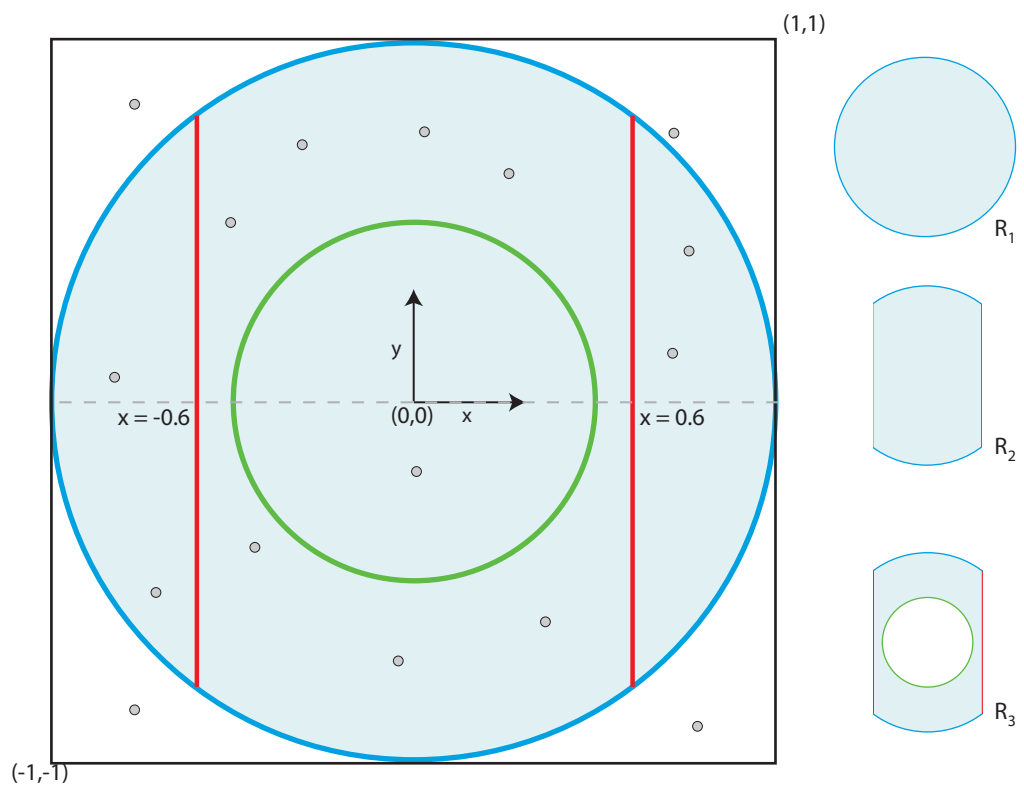 (1,1)
R1
y
x = -0.6
(0,0)
x
x = 0.6
R2
R3
(-1,-1)